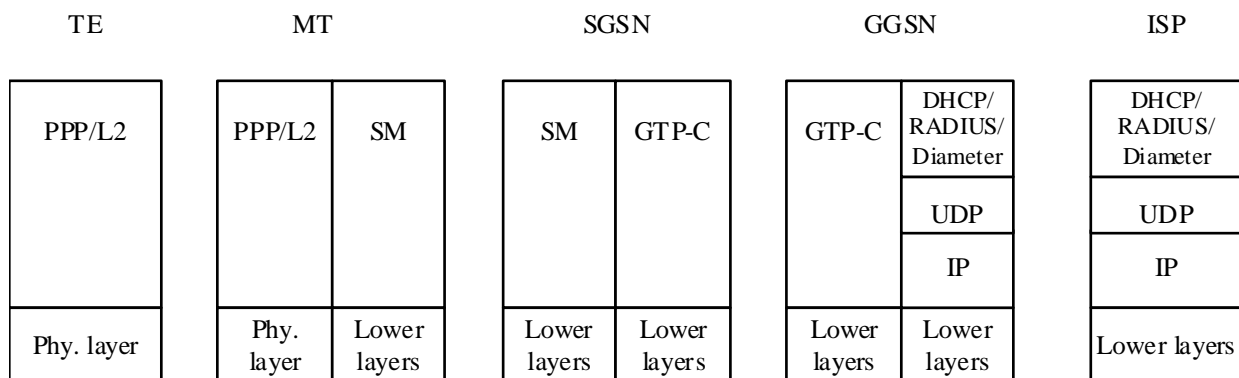 TE MT SGSN GGSN ISP
PPP/L2
Phy. layer
PPP/L2 SM
Phy. layer
Lower layers
SM GTP-C
Lower layers
Lower layers
GTP-C
DHCP/
RADIUS/
Diameter
UDP
IP
Lower layers
Lower layers
DHCP/
RADIUS/
Diameter
UDP
IP
Lower layers